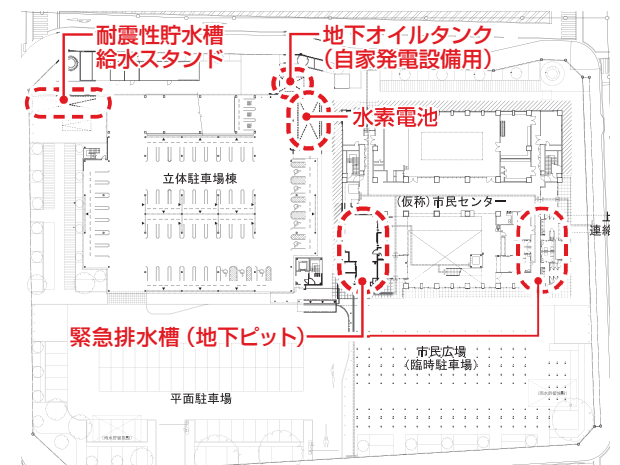 耐震性貯水槽
給水スタンド
地下オイルタンク
（自家発電設備用）
水素電池
立体駐車場棟
（仮称）市民センター
上
連絡
緊急排水槽（地下ピット）
市民広場
（臨時駐車場）
平面駐車場